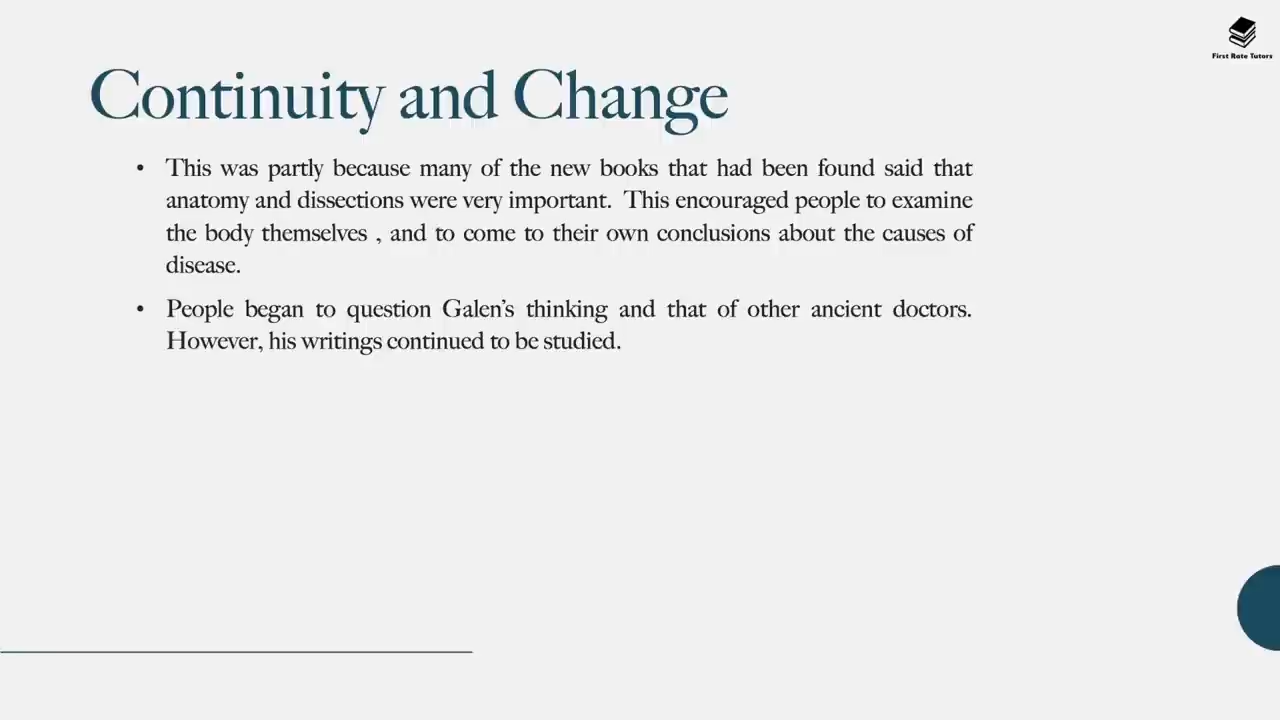 First Rate Tutors
Continuity and Change
• This was partly because many of the new books that had been found said that
anatomy and dissections were very important.  This encouraged people to examine
the body themselves , and to come to their own conclusions about the causes of
disease.
• People began to question Galen’s thinking and that of other ancient doctors.
However, his writings continued to be studied.